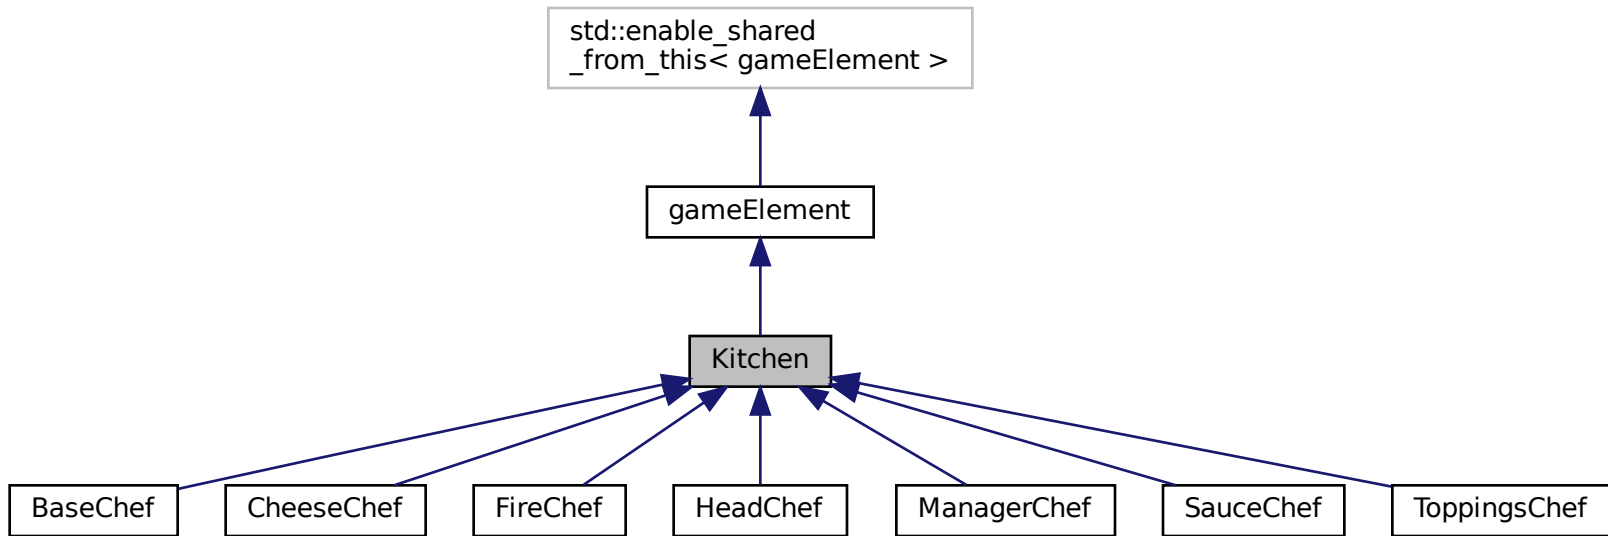 std::enable_shared
_from_this< gameElement >
gameElement
Kitchen
BaseChef
CheeseChef
FireChef
HeadChef
ManagerChef
SauceChef
ToppingsChef